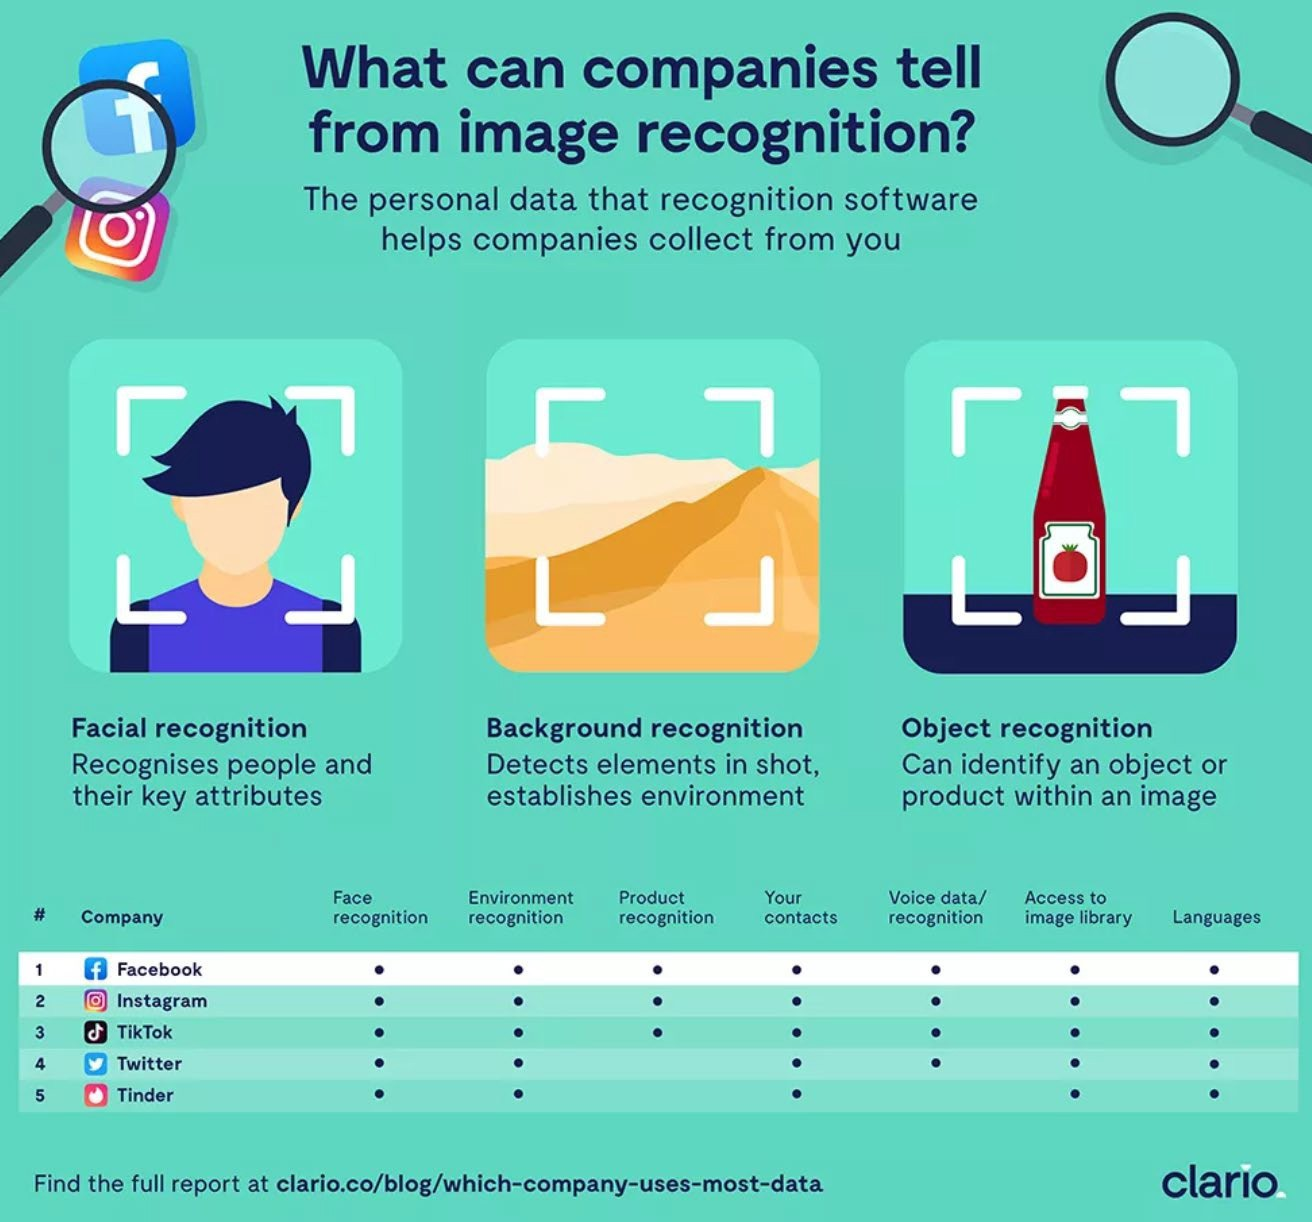 What can companies tell
from image recognition?
The personal data that recognition software
helps companies collect from you
Facial recognition
Recognises people and
their key attributes
Background recognition
Detects elements in shot,
establishes environment
Object recognition
Can identify an object or
product within an image
# Company Face recognition Environment recognition Product recognition Your contacts Voice data/ recognition Access to image library Languages
1 Facebook • • • • • • •
2 Instagram • • • • • • •
3 TikTok • • • • • • •
4 Twitter • • • • • •
5 Tinder • • • • •
Find the full report at clario.co/blog/which-company-uses-most-data
clario.